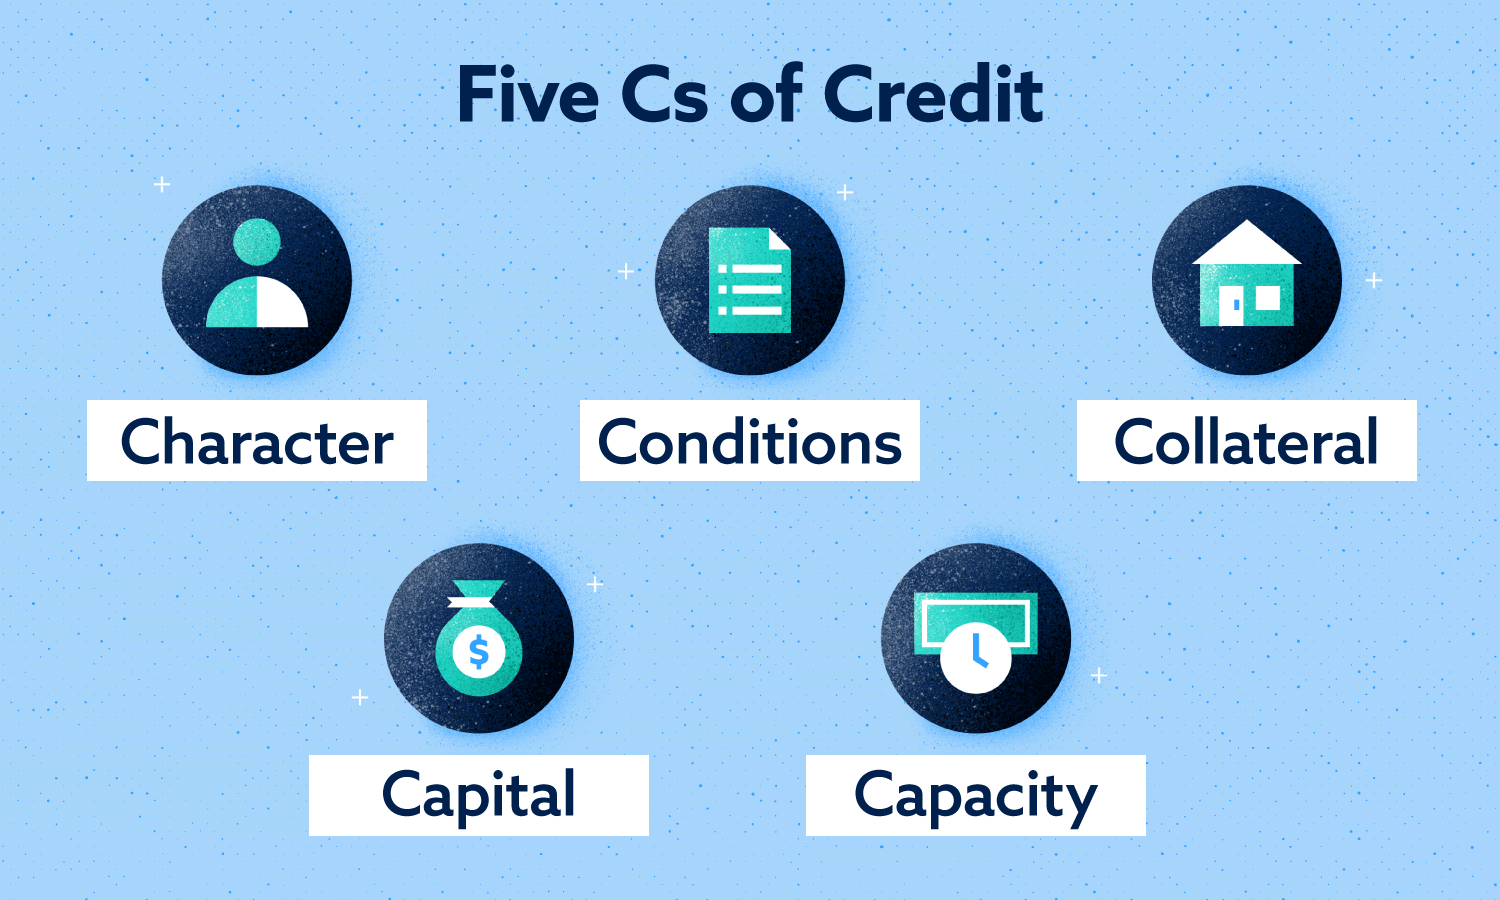 Five Cs of Credit
Character
Conditions
Collateral
$
Capital
Capacity